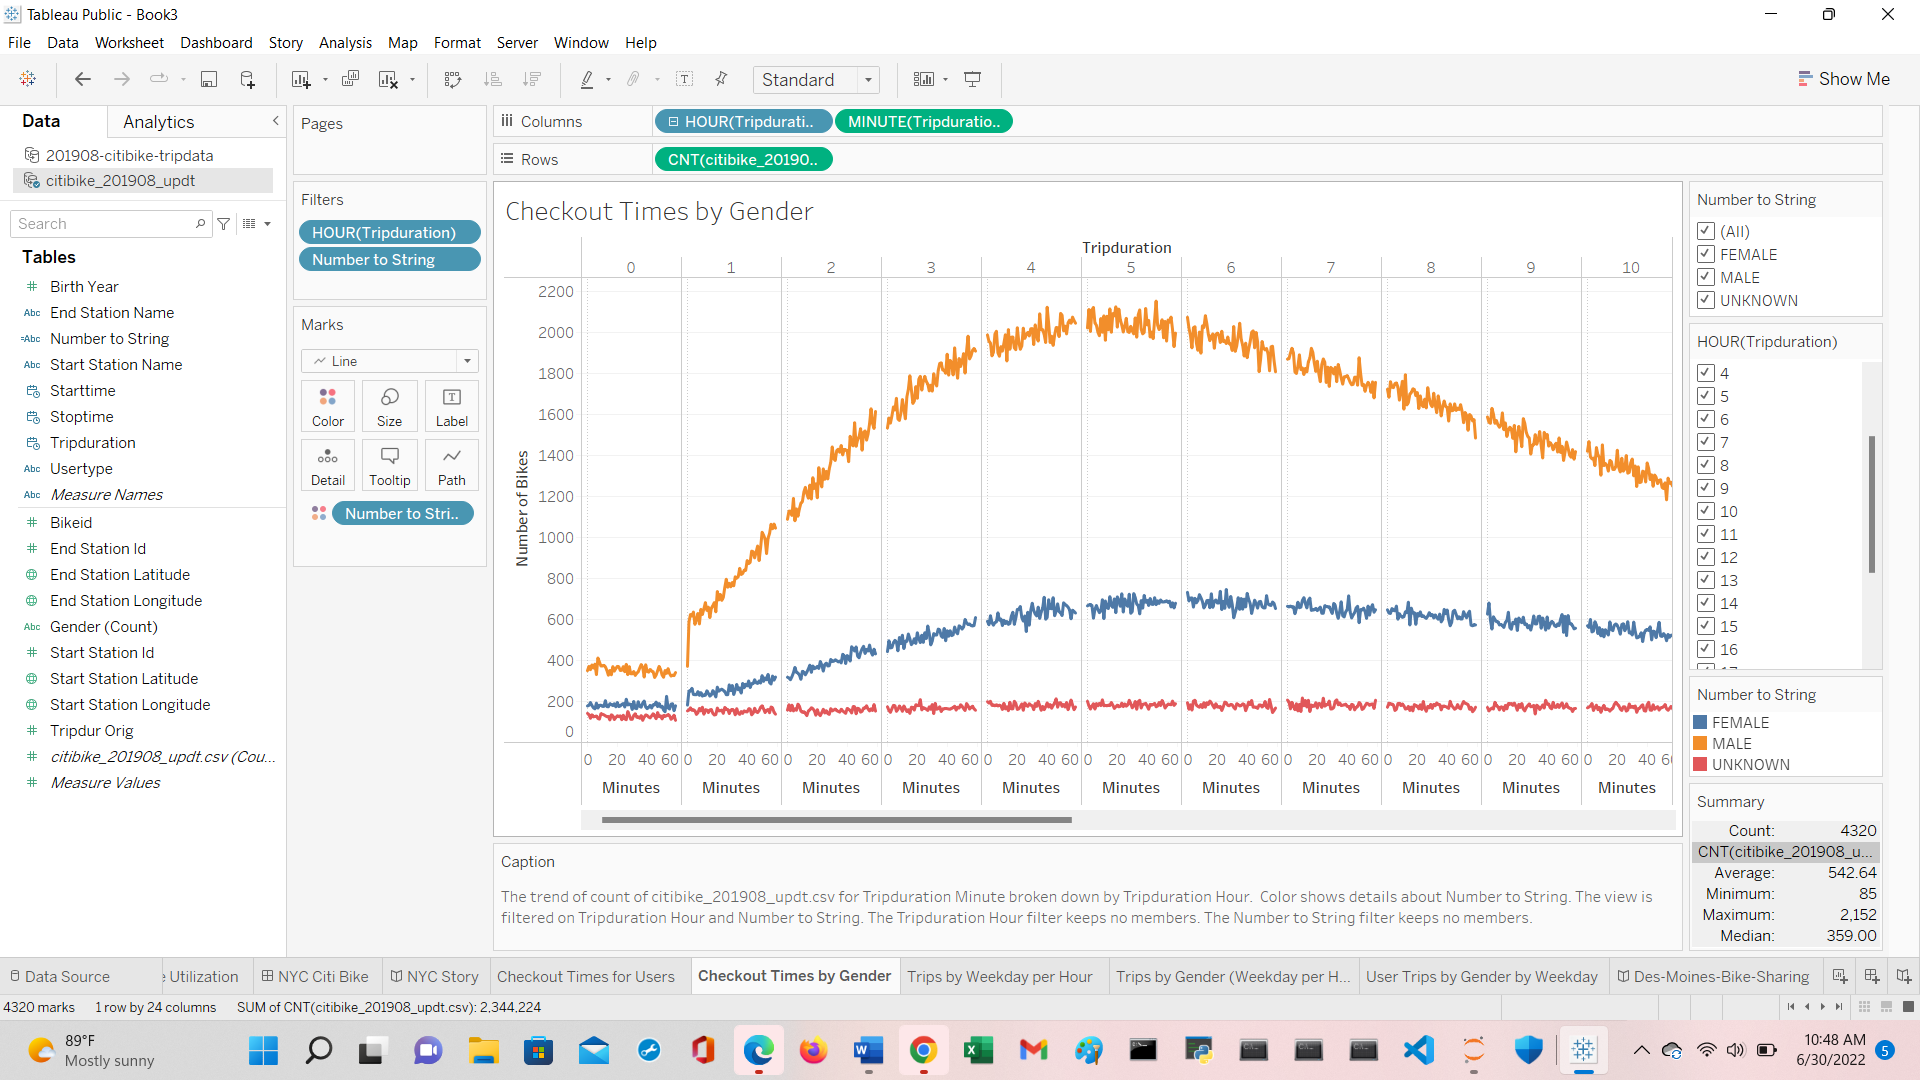 Tableau Public - Book3
File Data Worksheet Dashboard Story Analysis Map Format Server Window Help
Standard
Show Me
Data Analytics
201908-citibike-tripdata
citibike_201908_updt
Search
Tables
Birth Year
Abc End Station Name
=Abc Number to String
Abc Start Station Name
Starttime
Stoptime
Tripduration
Abc Usertype
Abc Measure Names
Bikeid
End Station Id
End Station Latitude
End Station Longitude
Abc Gender (Count)
Start Station Id
Start Station Latitude
Start Station Longitude
Tripdur Orig
citibike_201908_updt.csv (Cou...
Measure Values
Pages
Filters
HOUR(Tripduration)
Number to String
Marks
Line
Color Size Label
Detail Tooltip Path
Number to Stri..
Columns HOUR(Tripdurati.. MINUTE(Tripduratio..
Rows CNT(citibike_20190..
Checkout Times by Gender
Tripduration
0 1 2 3 4 5 6 7 8 9 10
Number of Bikes
2200
2000
1800
1600
1400
1200
1000
800
600
400
200
0
0 20 40 60 0 20 40 60 0 20 40 60 0 20 40 60 0 20 40 60 0 20 40 60 0 20 40 60 0 20 40 60 0 20 40 60 0 20 40 60 0 20 40
Minutes Minutes Minutes Minutes Minutes Minutes Minutes Minutes Minutes Minutes Minutes
Caption
The trend of count of citibike_201908_updt.csv for Tripduration Minute broken down by Tripduration Hour. Color shows details about Number to String. The view is
filtered on Tripduration Hour and Number to String. The Tripduration Hour filter keeps no members. The Number to String filter keeps no members.
Number to String
(All)
FEMALE
MALE
UNKNOWN
HOUR(Tripduration)
4
5
6
7
8
9
10
11
12
13
14
15
16
Number to String
FEMALE
MALE
UNKNOWN
Summary
Count: 4320
CNT(citibike_201908_u...
Average: 542.64
Minimum: 85
Maximum: 2,152
Median: 359.00
Data Source e Utilization NYC Citi Bike NYC Story Checkout Times for Users Checkout Times by Gender Trips by Weekday per Hour Trips by Gender (Weekday per H... User Trips by Gender by Weekday Des-Moines-Bike-Sharing
4320 marks 1 row by 24 columns SUM of CNT(citibike_201908_updt.csv): 2,344,224
89°F
Mostly sunny
10:48 AM
6/30/2022
5